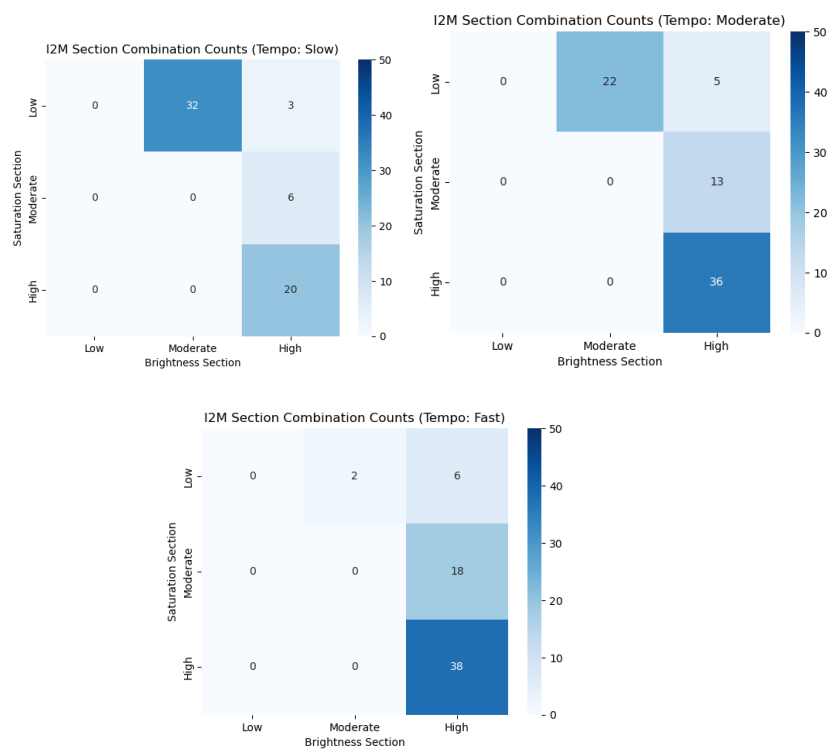 I2M Section Combination Counts (Tempo: Slow)
Saturation Section
Low
Moderate
High
0 32 3
0 0 6
0 0 20
Low Moderate High
Brightness Section
50
40
30
20
10
0
I2M Section Combination Counts (Tempo: Moderate)
Saturation Section
Low
Moderate
High
0 22 5
0 0 13
0 0 36
Low Moderate High
Brightness Section
50
40
30
20
10
0
I2M Section Combination Counts (Tempo: Fast)
Saturation Section
Low
Moderate
High
0 2 6
0 0 18
0 0 38
Low Moderate High
Brightness Section
50
40
30
20
10
0